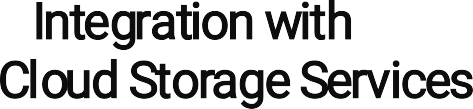 Integration with
Cloud Storage Services